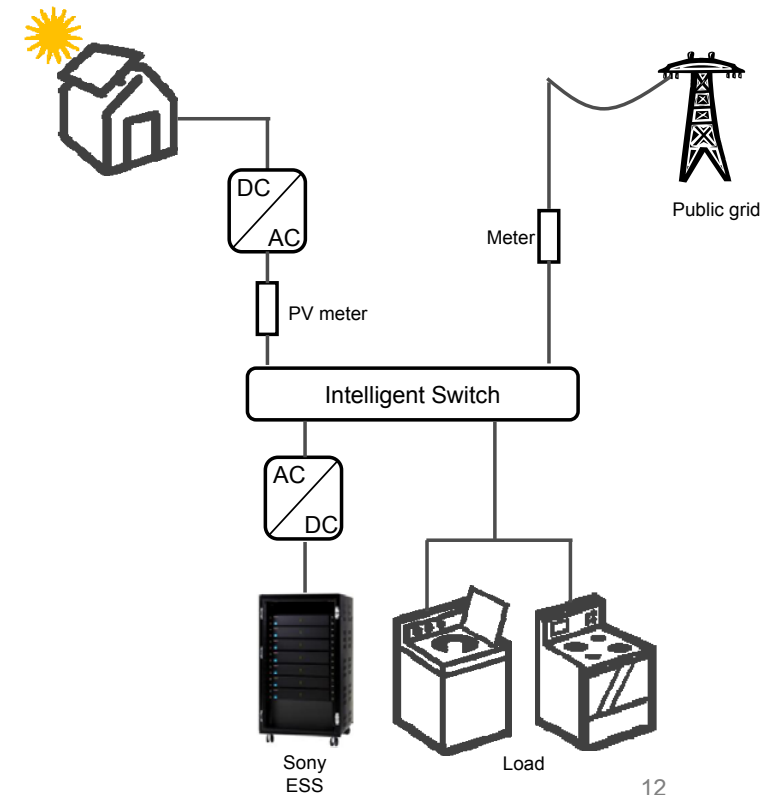 Public grid
DC
AC
Meter
PV meter
Intelligent Switch
AC
DC
Sony
ESS
Load
12